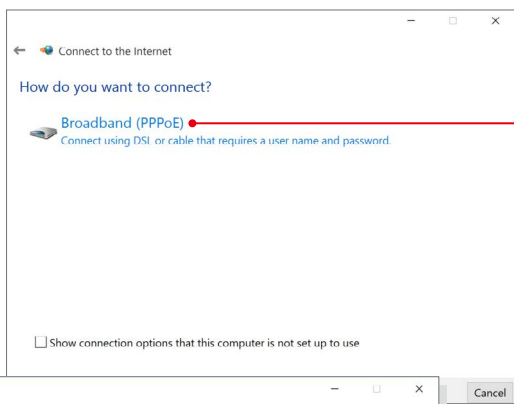 Connect to the Internet
How do you want to connect?
Broadband (PPPoE)
Connect using DSL or cable that requires a user name and password.
Show connection options that this computer is not set up to use
Cancel